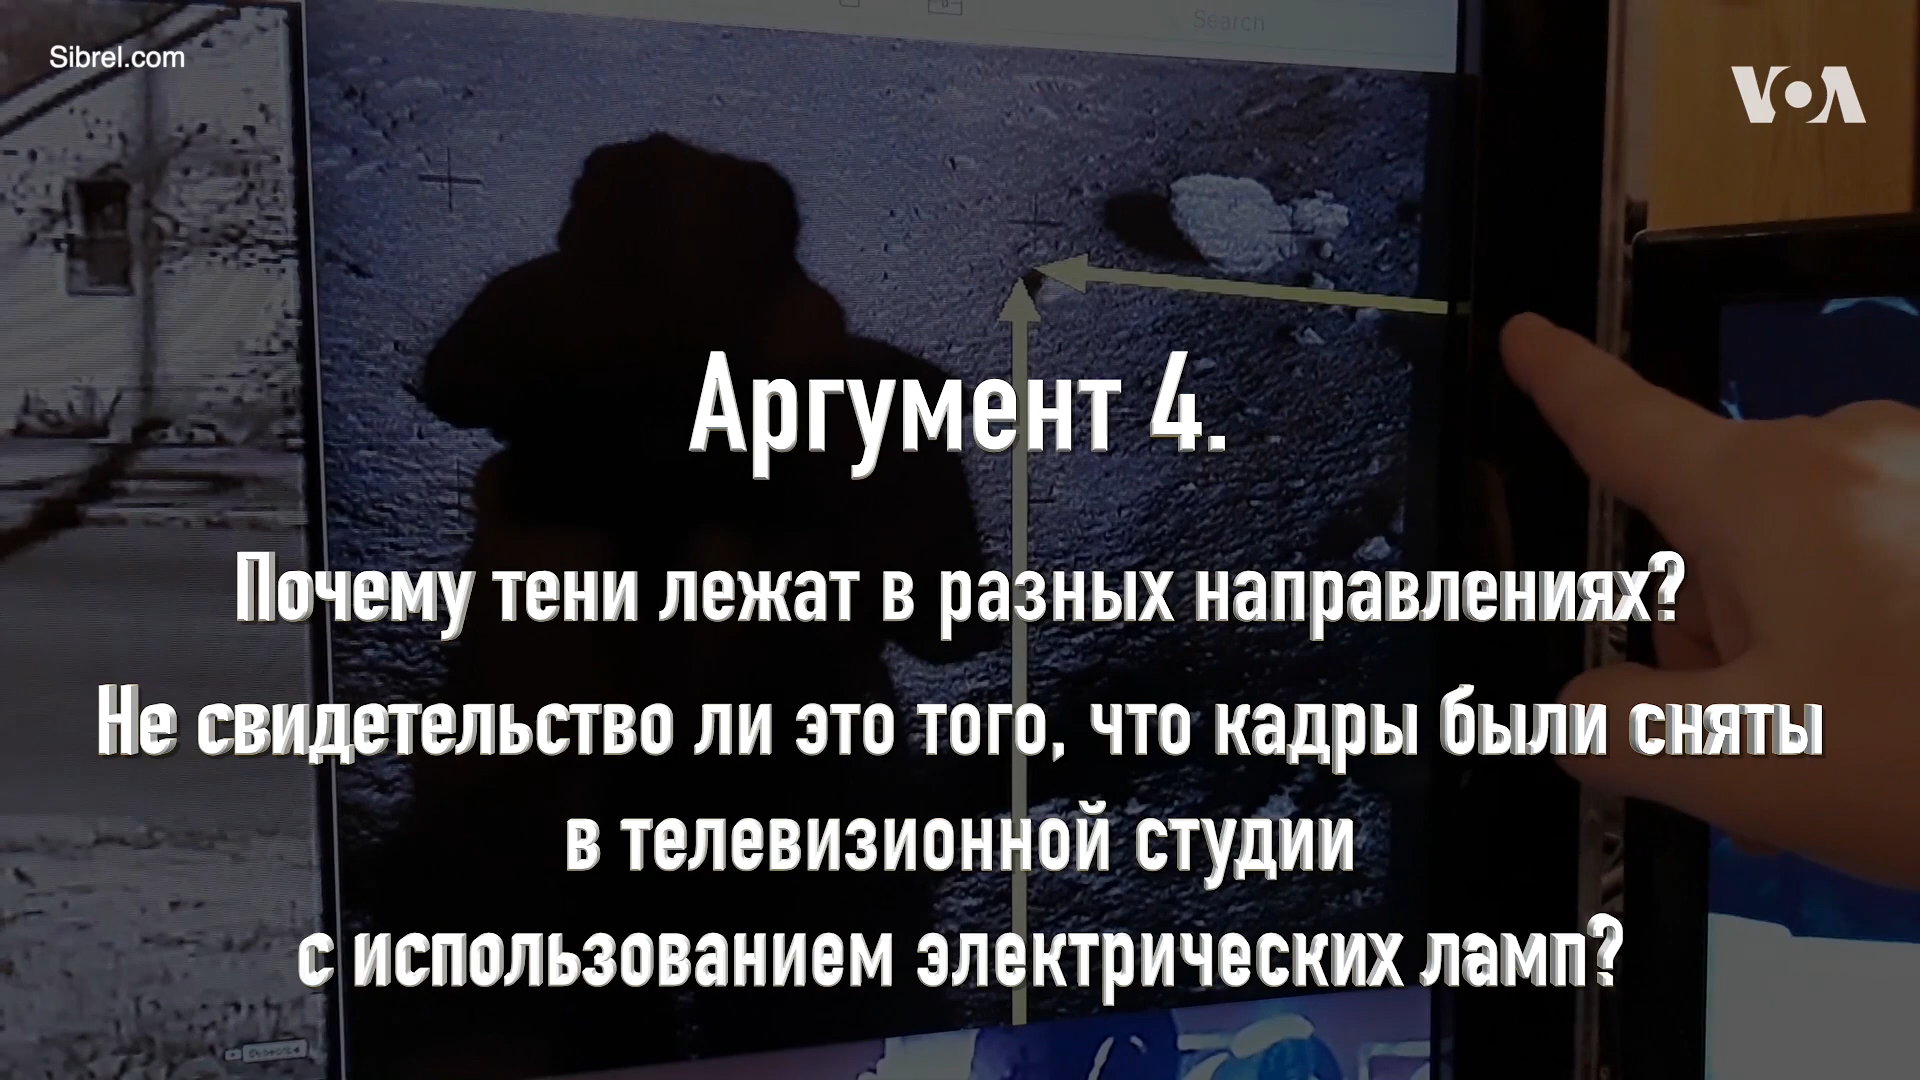 Search
Sibrel.com
VOA
Аргумент 4.
Почему тени лежат в разных направлениях?
Не свидетельство ли это того, что кадры были сняты
в телевизионной студии
с использованием электрических ламп?